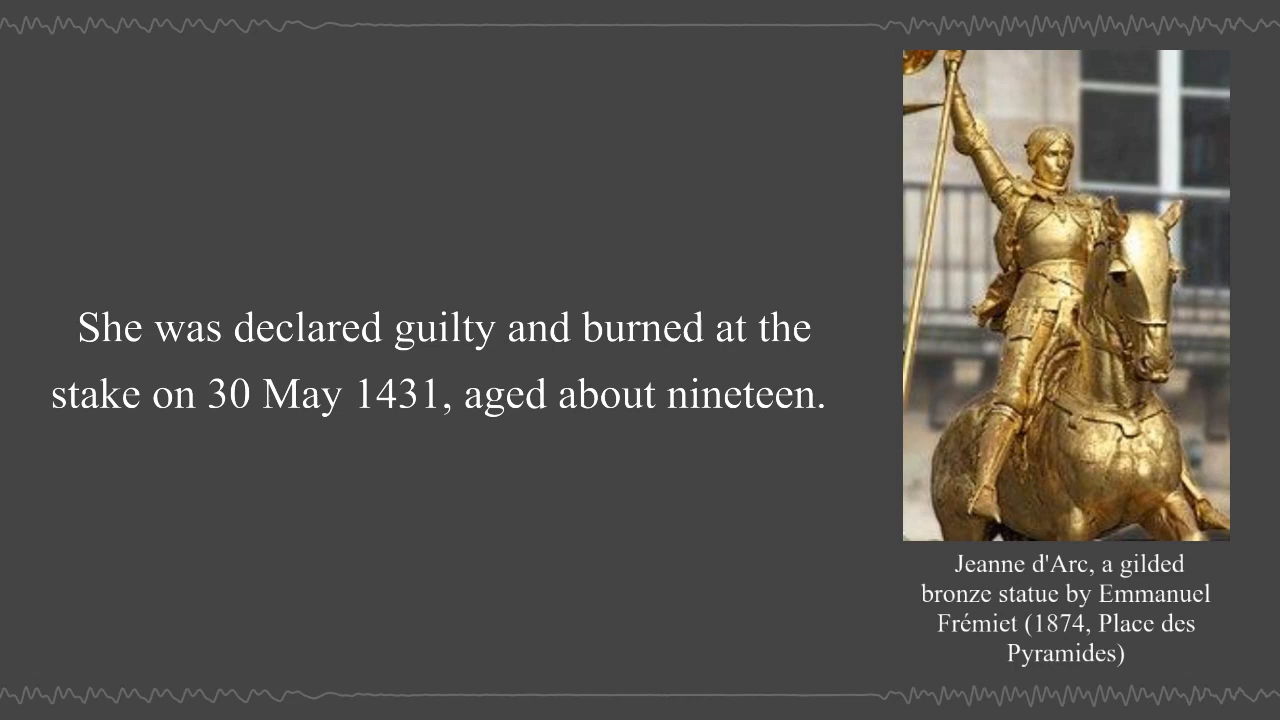 She was declared guilty and burned at the
stake on 30 May 1431, aged about nineteen.
Jeanne d'Arc, a gilded
bronze statue by Emmanuel
Frémiet (1874, Place des
Pyramides)